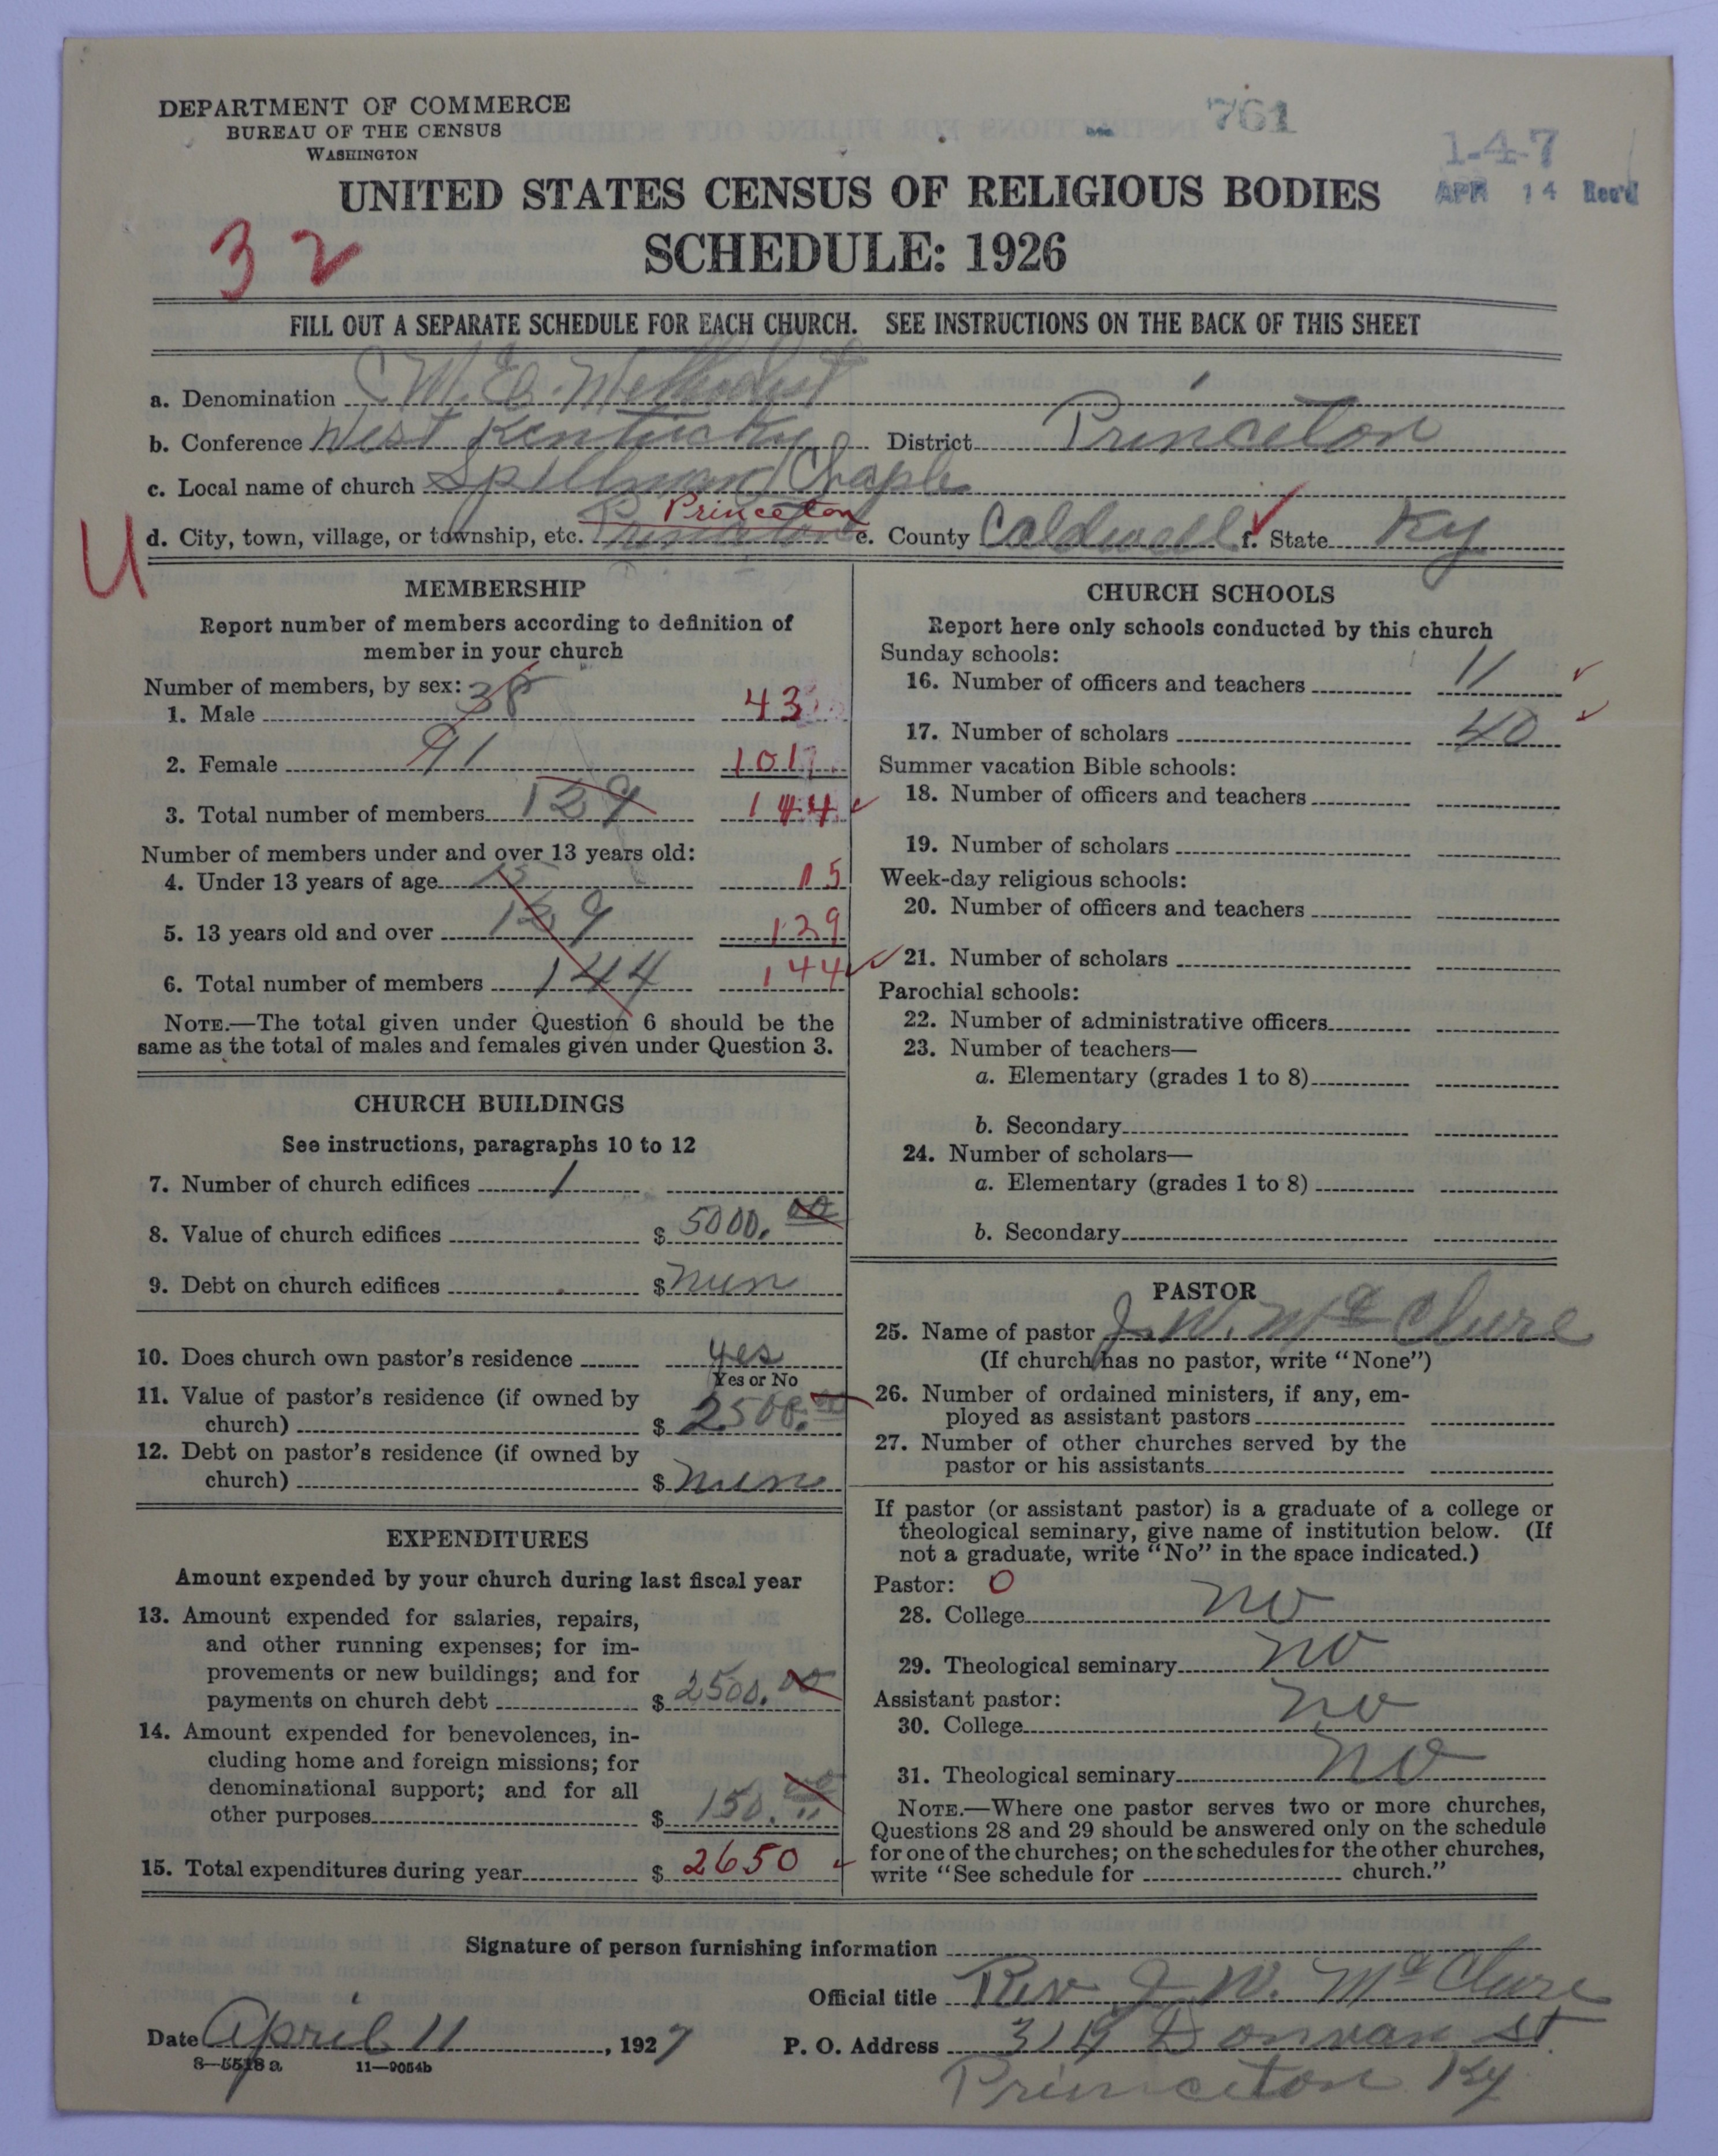 DEPARTMENT OF COMMERCE
BUREAU OF THE CENSUS
WASHINGTON
761
1-4-7
APR 14 Rec'd
UNITED STATES CENSUS OF RELIGIOUS BODIES
SCHEDULE: 1926
32
FILL OUT A SEPARATE SCHEDULE FOR EACH CHURCH. SEE INSTRUCTIONS ON THE BACK OF THIS SHEET
a. Denomination C M. E. Methodist
b. Conference West Kentucky District Princeton
c. Local name of church Spillman Chaple
U
d. City, town, village, or township, etc. Princeton Princeton e. County Caldwell f. State Ky
MEMBERSHIP
Report number of members according to definition of
member in your church
Number of members, by sex:
1. Male 38 43
2. Female 91 101
3. Total number of members 129 144
Number of members under and over 13 years old:
4. Under 13 years of age 15 15
5. 13 years old and over 129 129
6. Total number of members 144 144
NOTE.—The total given under Question 6 should be the
same as the total of males and females given under Question 3.
CHURCH BUILDINGS
See instructions, paragraphs 10 to 12
7. Number of church edifices 1
8. Value of church edifices $ 5000.00
9. Debt on church edifices $ nun
10. Does church own pastor's residence yes
Yes or No
11. Value of pastor's residence (if owned by
church) $ 2500.00
12. Debt on pastor's residence (if owned by
church) $ nun
EXPENDITURES
Amount expended by your church during last fiscal year
13. Amount expended for salaries, repairs,
and other running expenses; for im-
provements or new buildings; and for
payments on church debt $ 2500.00
14. Amount expended for benevolences, in-
cluding home and foreign missions; for
denominational support; and for all
other purposes $ 150.00
15. Total expenditures during year $ 2650
CHURCH SCHOOLS
Report here only schools conducted by this church
Sunday schools:
16. Number of officers and teachers 11
17. Number of scholars 40
Summer vacation Bible schools:
18. Number of officers and teachers
19. Number of scholars
Week-day religious schools:
20. Number of officers and teachers
21. Number of scholars
Parochial schools:
22. Number of administrative officers
23. Number of teachers—
a. Elementary (grades 1 to 8)
b. Secondary
24. Number of scholars—
a. Elementary (grades 1 to 8)
b. Secondary
PASTOR
25. Name of pastor J. W. McClure
(If church has no pastor, write "None")
26. Number of ordained ministers, if any, em-
ployed as assistant pastors
27. Number of other churches served by the
pastor or his assistants
If pastor (or assistant pastor) is a graduate of a college or
theological seminary, give name of institution below. (If
not a graduate, write "No" in the space indicated.)
Pastor: O
28. College no
29. Theological seminary no
Assistant pastor:
30. College no
31. Theological seminary no
NOTE.—Where one pastor serves two or more churches,
Questions 28 and 29 should be answered only on the schedule
for one of the churches; on the schedules for the other churches,
write "See schedule for church."
Signature of person furnishing information
Official title Rev J. W. McClure
Date April 11, 1927 P. O. Address Donivan St
8—5518 a 11—9054b
Princeton Ky